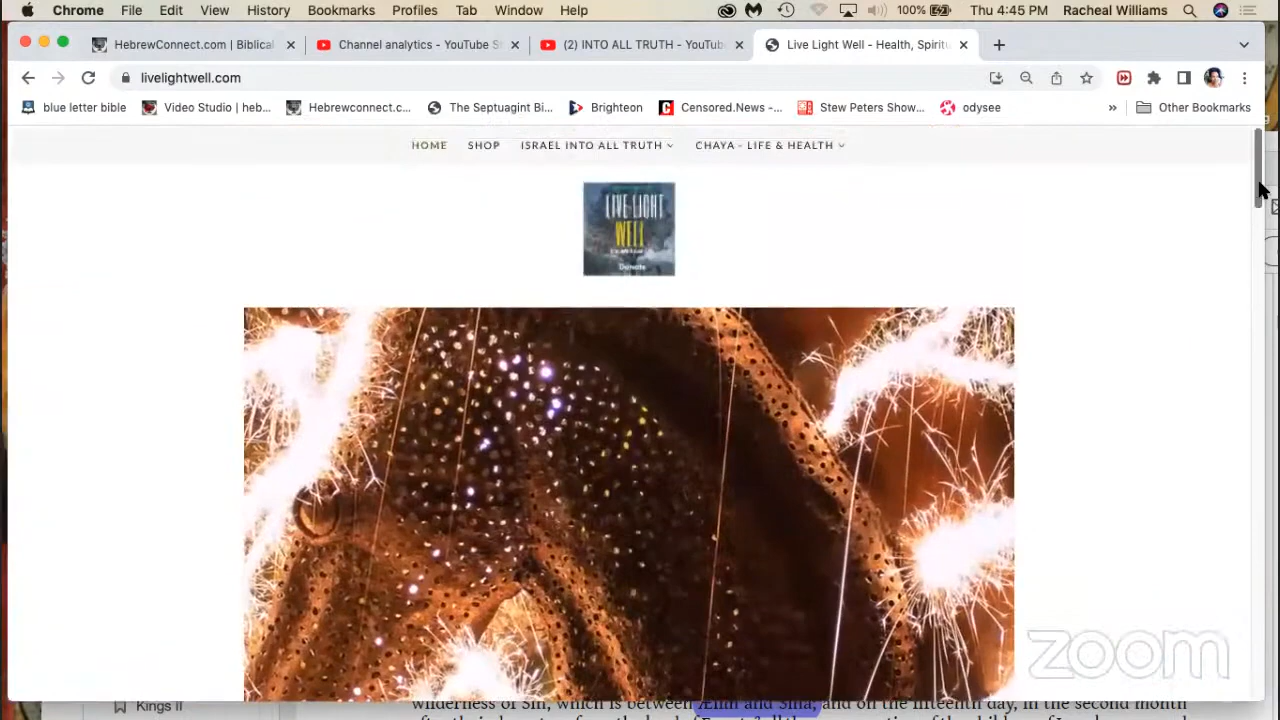 Chrome File Edit View History Bookmarks Profiles Tab Window Help 100% Thu 4:45 PM Racheal Williams
HebrewConnect.com | Biblical Channel analytics - YouTube S (2) INTO ALL TRUTH - YouTube Live Light Well - Health, Spirit
livelightwell.com
blue letter bible Video Studio | heb... Hebrewconnect.c... The Septuagint Bi... Brighteon Censored.News -... Stew Peters Show... odysee » Other Bookmarks
HOME SHOP ISRAEL INTO ALL TRUTH CHAYA - LIFE & HEALTH
LIVE LIGHT
WELL
Donate
zoom
Kings II
wilderness of Sin, which is between Ælim and Sina; and on the fifteenth day, in the second month